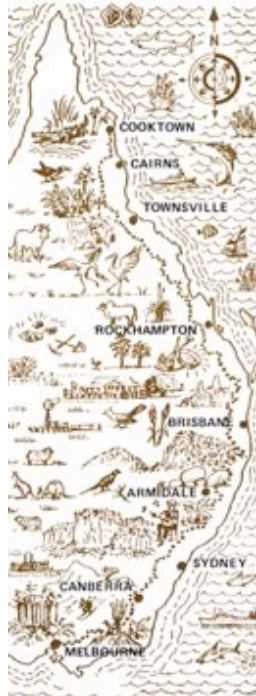 N
COOKTOWN
CAIRNS
TOWNSVILLE
ROCKHAMPTON
BRISBANE
ARMIDALE
SYDNEY
CANBERRA
MELBOURNE